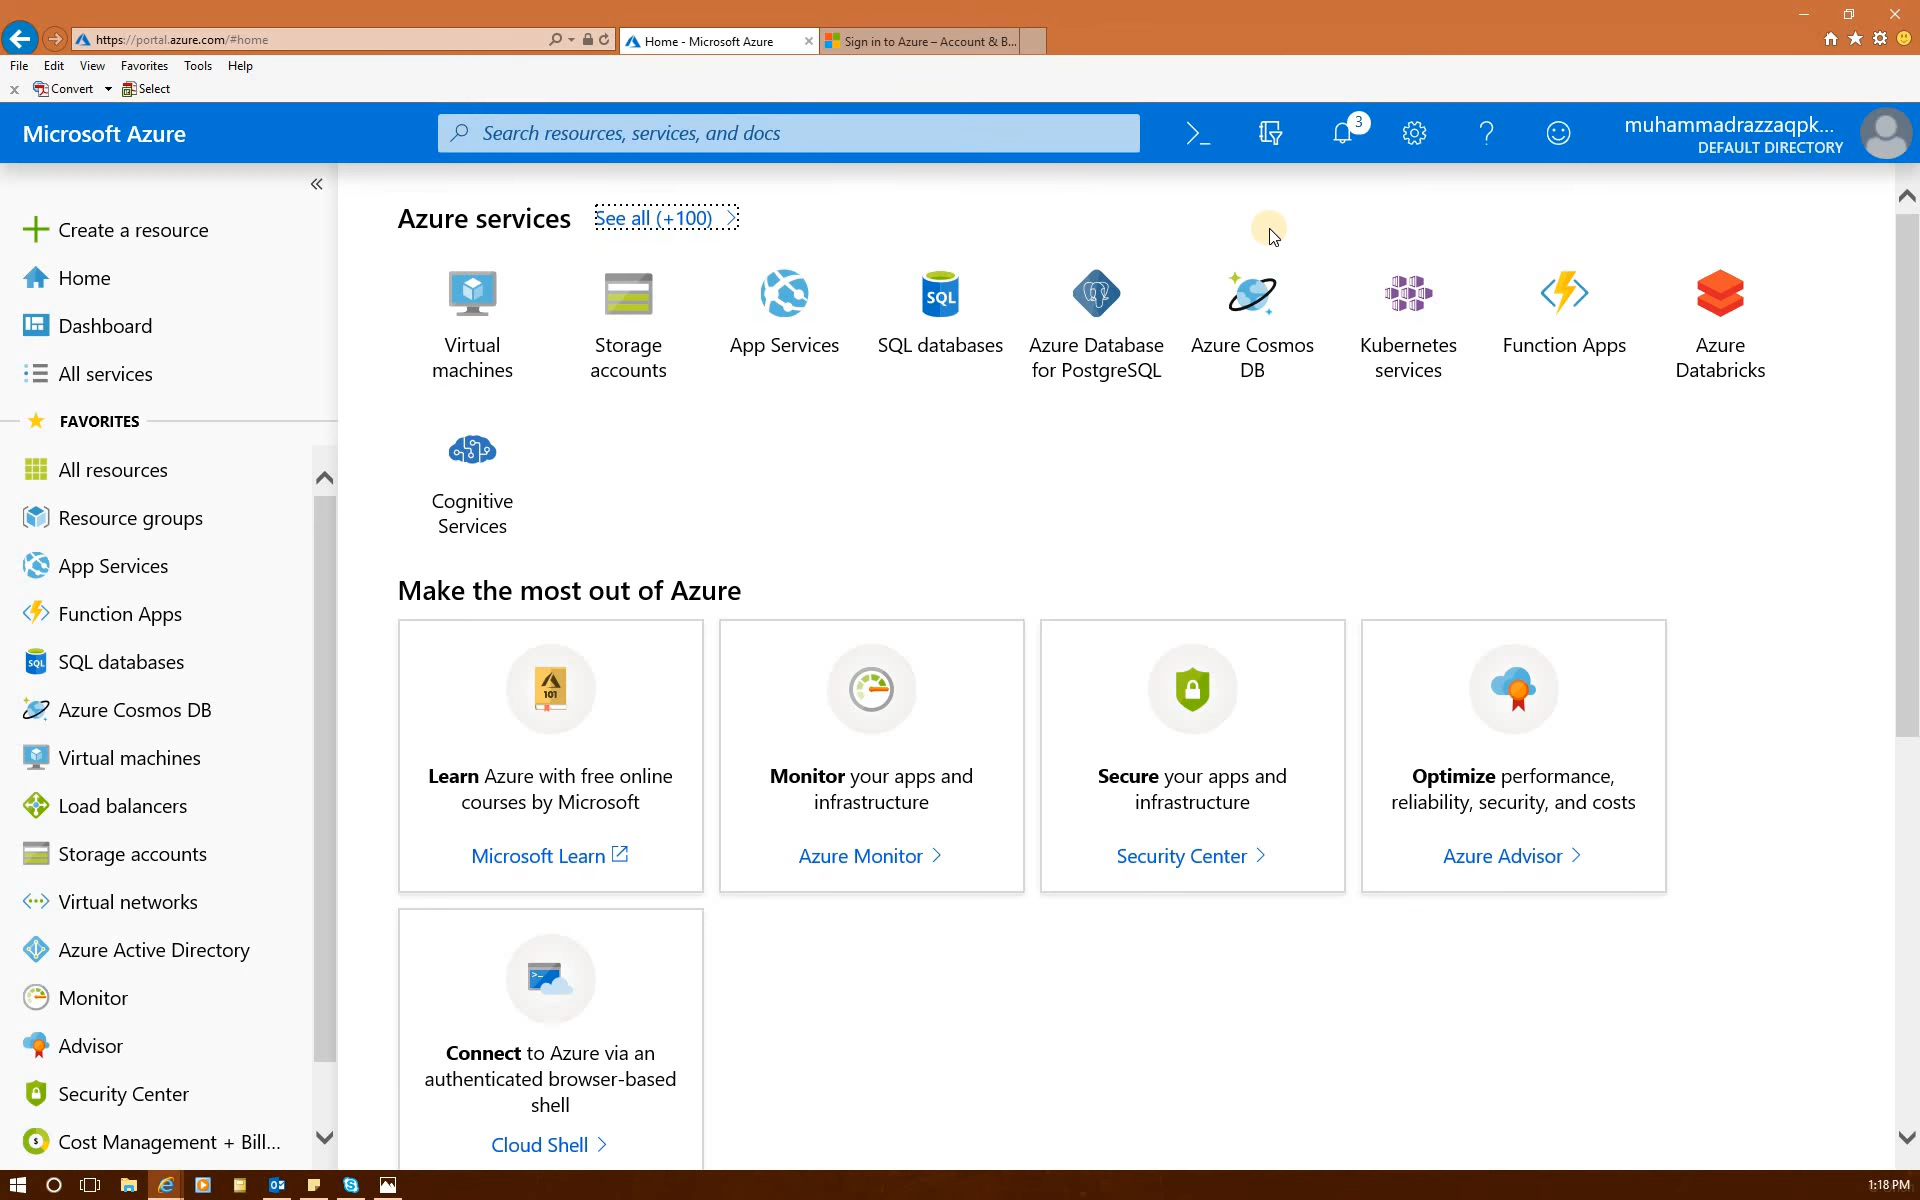 https://portal.azure.com/#home
Home - Microsoft Azure
Sign in to Azure – Account & B...
File Edit View Favorites Tools Help
x Convert Select
Microsoft Azure
Search resources, services, and docs
3
muhammadrazzaqpk...
DEFAULT DIRECTORY
Create a resource
Home
Dashboard
All services
FAVORITES
All resources
Resource groups
App Services
Function Apps
SQL
SQL databases
Azure Cosmos DB
Virtual machines
Load balancers
Storage accounts
Virtual networks
Azure Active Directory
Monitor
Advisor
Security Center
Cost Management + Bill...
Azure services See all (+100)
SQL
Virtual
machines
Storage
accounts
App Services
SQL databases
Azure Database
for PostgreSQL
Azure Cosmos
DB
Kubernetes
services
Function Apps
Azure
Databricks
Cognitive
Services
Make the most out of Azure
101
Learn Azure with free online
courses by Microsoft
Microsoft Learn
Monitor your apps and
infrastructure
Azure Monitor
Secure your apps and
infrastructure
Security Center
Optimize performance,
reliability, security, and costs
Azure Advisor
Connect to Azure via an
authenticated browser-based
shell
Cloud Shell
1:18 PM